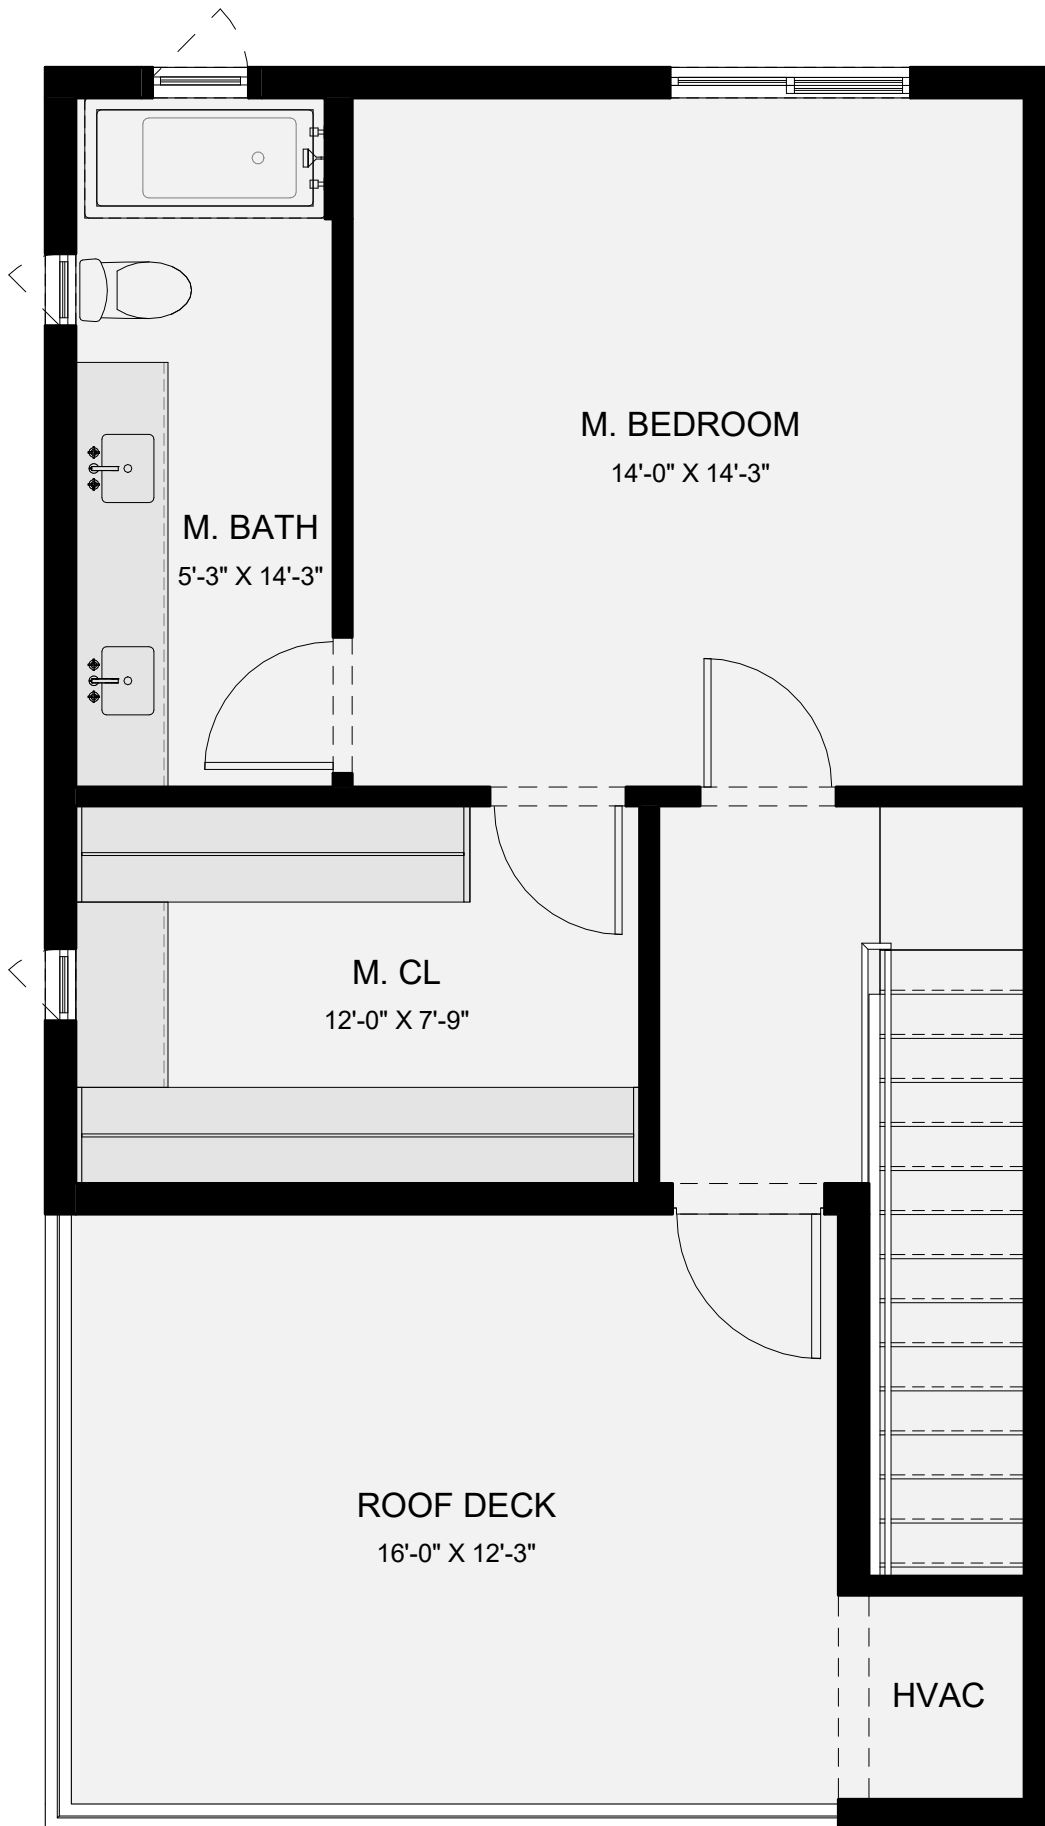 M. BEDROOM
14'-0" X 14'-3"
M. BATH
5'-3" X 14'-3"
M. CL
12'-0" X 7'-9"
ROOF DECK
16'-0" X 12'-3"
HVAC